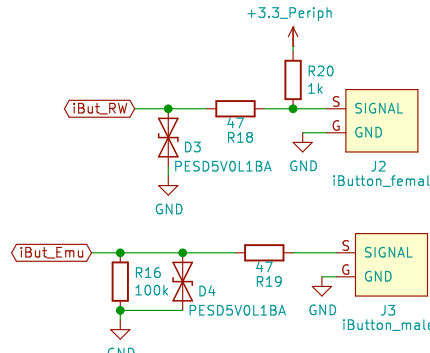 +3.3_Periph
R20
1k
iBut_RW
47
R18
S
SIGNAL
G
GND
D3
PESD5V0L1BA
GND
GND
J2
iButton_femal
iBut_Emu
R16
100k
D4
PESD5V0L1BA
47
R19
S
SIGNAL
G
GND
GND
J3
iButton_male
GND